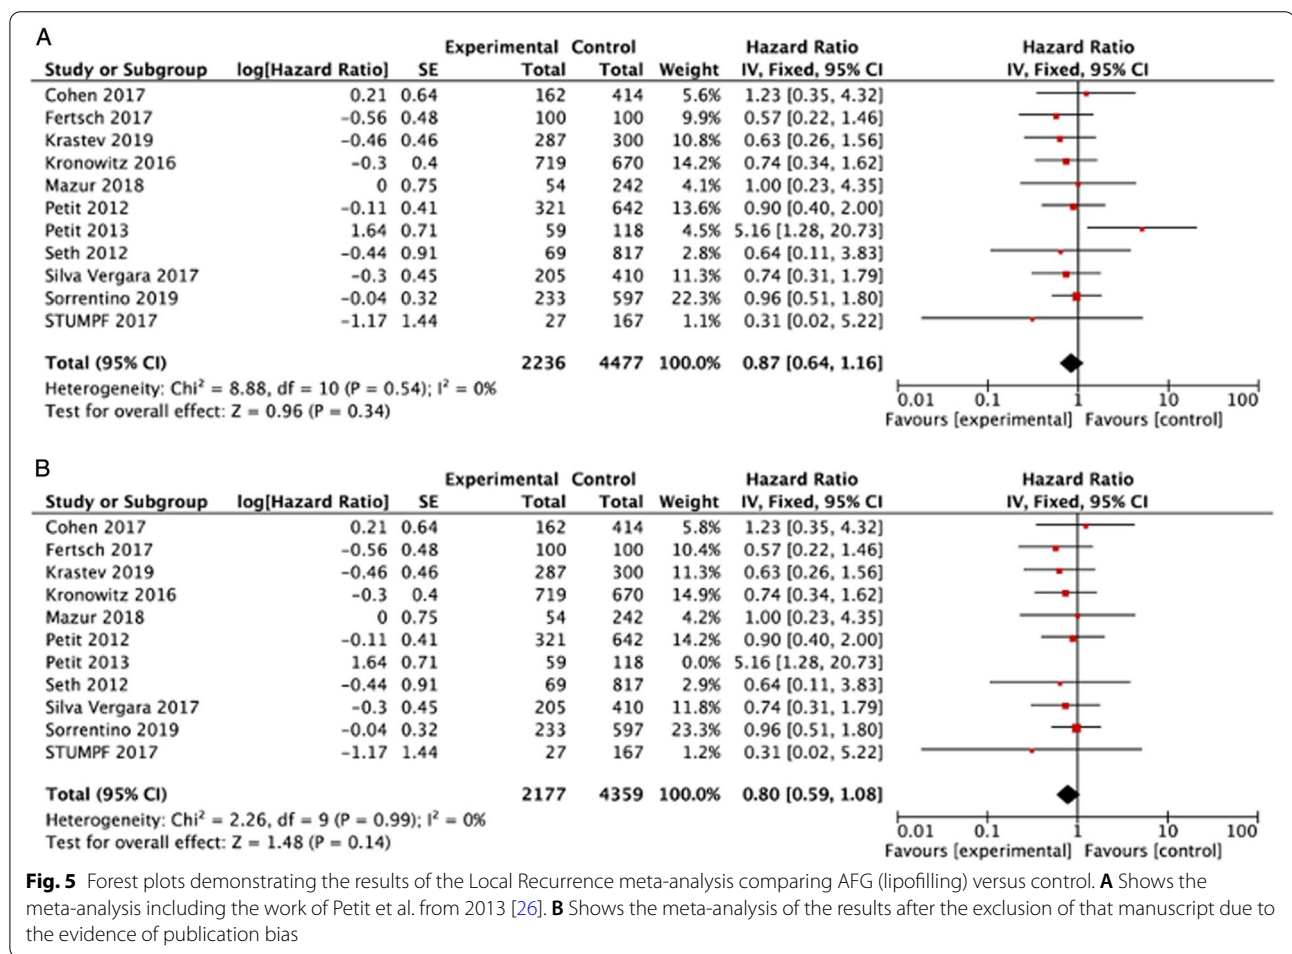 A
Experimental Control Hazard Ratio Hazard Ratio
Study or Subgroup log[Hazard Ratio] SE Total Total Weight IV, Fixed, 95% CI IV, Fixed, 95% CI
Cohen 2017 0.21 0.64 162 414 5.6% 1.23 [0.35, 4.32]
Fertsch 2017 −0.56 0.48 100 100 9.9% 0.57 [0.22, 1.46]
Krastev 2019 −0.46 0.46 287 300 10.8% 0.63 [0.26, 1.56]
Kronowitz 2016 −0.3 0.4 719 670 14.2% 0.74 [0.34, 1.62]
Mazur 2018 0 0.75 54 242 4.1% 1.00 [0.23, 4.35]
Petit 2012 −0.11 0.41 321 642 13.6% 0.90 [0.40, 2.00]
Petit 2013 1.64 0.71 59 118 4.5% 5.16 [1.28, 20.73]
Seth 2012 −0.44 0.91 69 817 2.8% 0.64 [0.11, 3.83]
Silva Vergara 2017 −0.3 0.45 205 410 11.3% 0.74 [0.31, 1.79]
Sorrentino 2019 −0.04 0.32 233 597 22.3% 0.96 [0.51, 1.80]
STUMPF 2017 −1.17 1.44 27 167 1.1% 0.31 [0.02, 5.22]
Total (95% CI) 2236 4477 100.0% 0.87 [0.64, 1.16]
Heterogeneity: Chi² = 8.88, df = 10 (P = 0.54); I² = 0%
Test for overall effect: Z = 0.96 (P = 0.34)
0.01 0.1 1 10 100
Favours [experimental] Favours [control]
B
Experimental Control Hazard Ratio Hazard Ratio
Study or Subgroup log[Hazard Ratio] SE Total Total Weight IV, Fixed, 95% CI IV, Fixed, 95% CI
Cohen 2017 0.21 0.64 162 414 5.8% 1.23 [0.35, 4.32]
Fertsch 2017 −0.56 0.48 100 100 10.4% 0.57 [0.22, 1.46]
Krastev 2019 −0.46 0.46 287 300 11.3% 0.63 [0.26, 1.56]
Kronowitz 2016 −0.3 0.4 719 670 14.9% 0.74 [0.34, 1.62]
Mazur 2018 0 0.75 54 242 4.2% 1.00 [0.23, 4.35]
Petit 2012 −0.11 0.41 321 642 14.2% 0.90 [0.40, 2.00]
Petit 2013 1.64 0.71 59 118 0.0% 5.16 [1.28, 20.73]
Seth 2012 −0.44 0.91 69 817 2.9% 0.64 [0.11, 3.83]
Silva Vergara 2017 −0.3 0.45 205 410 11.8% 0.74 [0.31, 1.79]
Sorrentino 2019 −0.04 0.32 233 597 23.3% 0.96 [0.51, 1.80]
STUMPF 2017 −1.17 1.44 27 167 1.2% 0.31 [0.02, 5.22]
Total (95% CI) 2177 4359 100.0% 0.80 [0.59, 1.08]
Heterogeneity: Chi² = 2.26, df = 9 (P = 0.99); I² = 0%
Test for overall effect: Z = 1.48 (P = 0.14)
0.01 0.1 1 10 100
Favours [experimental] Favours [control]
Fig. 5 Forest plots demonstrating the results of the Local Recurrence meta-analysis comparing AFG (lipofilling) versus control. A Shows the
meta-analysis including the work of Petit et al. from 2013 [26]. B Shows the meta-analysis of the results after the exclusion of that manuscript due to
the evidence of publication bias